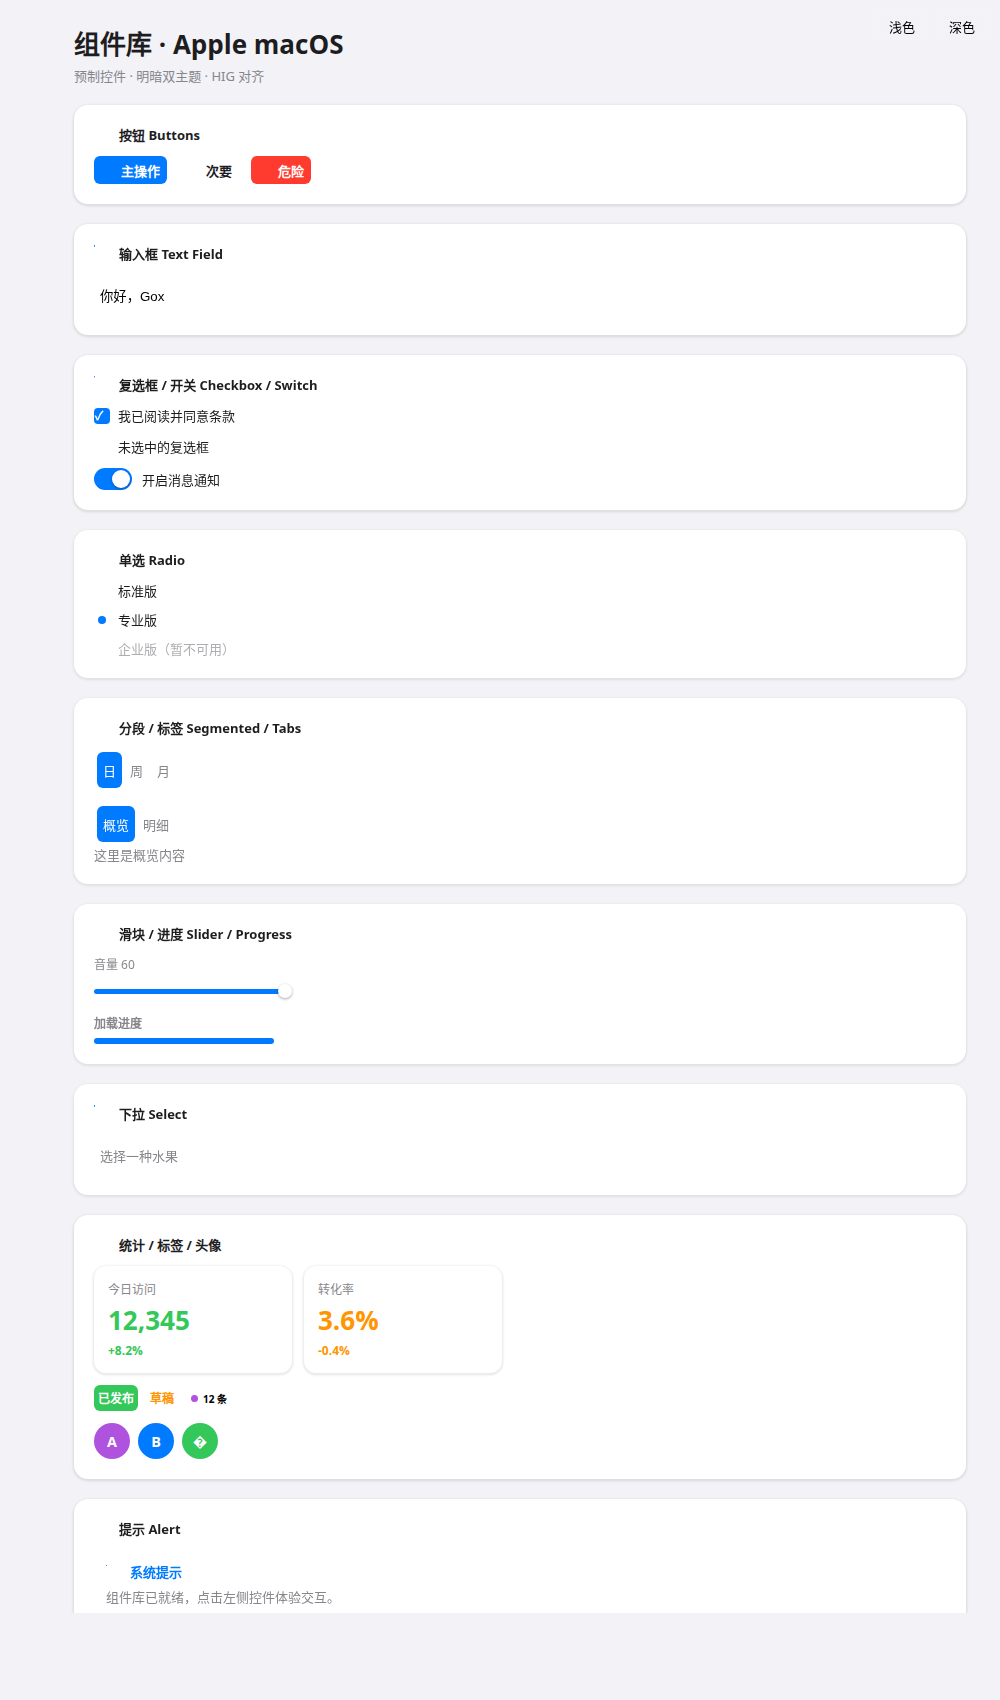 浅色 深色
组件库 · Apple macOS
预制控件 · 明暗双主题 · HIG 对齐
按钮 Buttons
主操作 次要 危险
输入框 Text Field
你好，Gox
复选框 / 开关 Checkbox / Switch
我已阅读并同意条款
未选中的复选框
开启消息通知
单选 Radio
标准版
专业版
企业版（暂不可用）
分段 / 标签 Segmented / Tabs
日 周 月
概览 明细
这里是概览内容
滑块 / 进度 Slider / Progress
音量 60
加载进度
下拉 Select
选择一种水果
统计 / 标签 / 头像
今日访问 转化率
12,345 3.6%
+8.2% -0.4%
已发布 草稿 12 条
A B �
提示 Alert
系统提示
组件库已就绪，点击左侧控件体验交互。